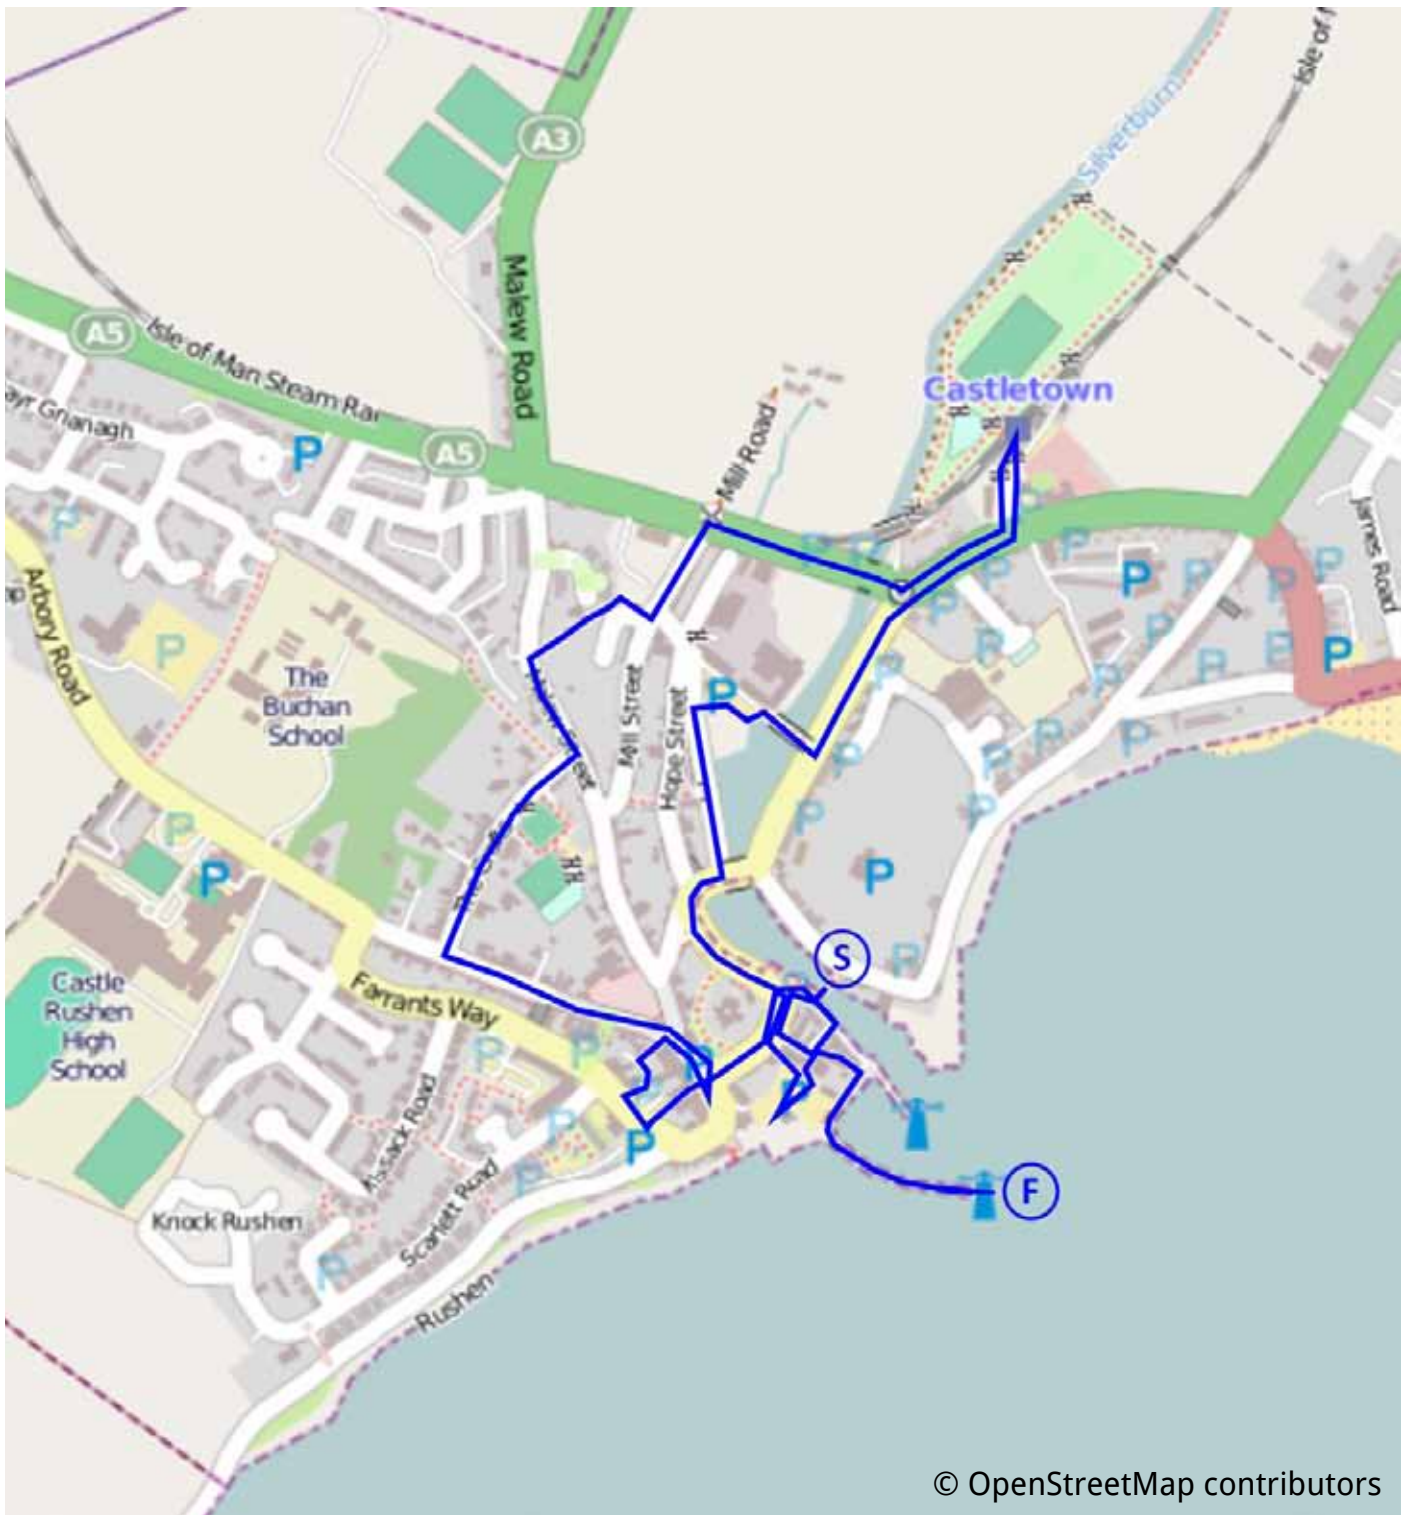 Isle of
Silverburn
A3
Malew Road
A5
Isle of Man Steam Rai
Castletown
ayr Grianagh
P
A5
Mill Road
James Road
Arbory Road
P
P
The
Buchan
School
Mill Street
Hope Street
P
P
P
Castle
Rushen
High
School
Farrants Way
S
P
P
F
Knock Rushen
Scarlett Road
Rushen
© OpenStreetMap contributors